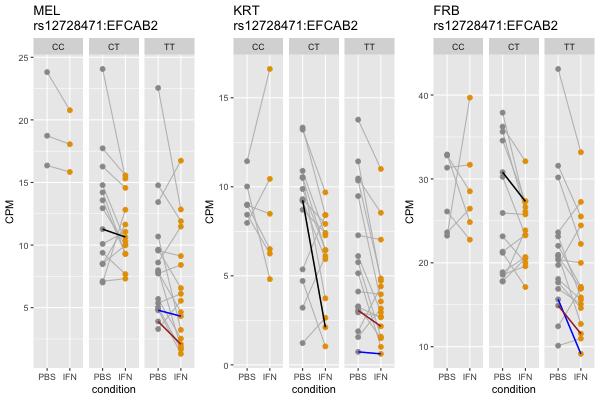 MEL
rs12728471:EFCAB2
CC CT TT
25
20
15
10
5
CPM
PBS IFN PBS IFN PBS IFN
condition
KRT
rs12728471:EFCAB2
CC CT TT
15
10
5
0
CPM
PBS IFN PBS IFN PBS IFN
condition
FRB
rs12728471:EFCAB2
CC CT TT
40
30
20
10
CPM
PBS IFN PBS IFN PBS IFN
condition